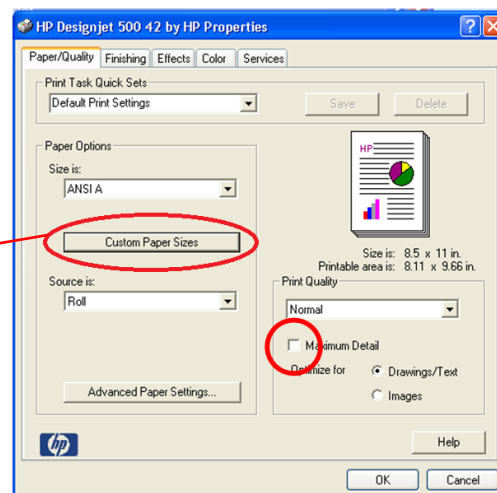 HP Designjet 500 42 by HP Properties
Paper/Quality Finishing Effects Color Services
Print Task Quick Sets
Default Print Settings
Save Delete
Paper Options
Size is:
ANSI A
Custom Paper Sizes
Source is:
Roll
Advanced Paper Settings...
HP
Size is: 8.5 x 11 in.
Printable area is: 8.11 x 9.66 in.
Print Quality
Normal
Maximum Detail
Optimize for
Drawings/Text
Images
hp
Help
OK Cancel